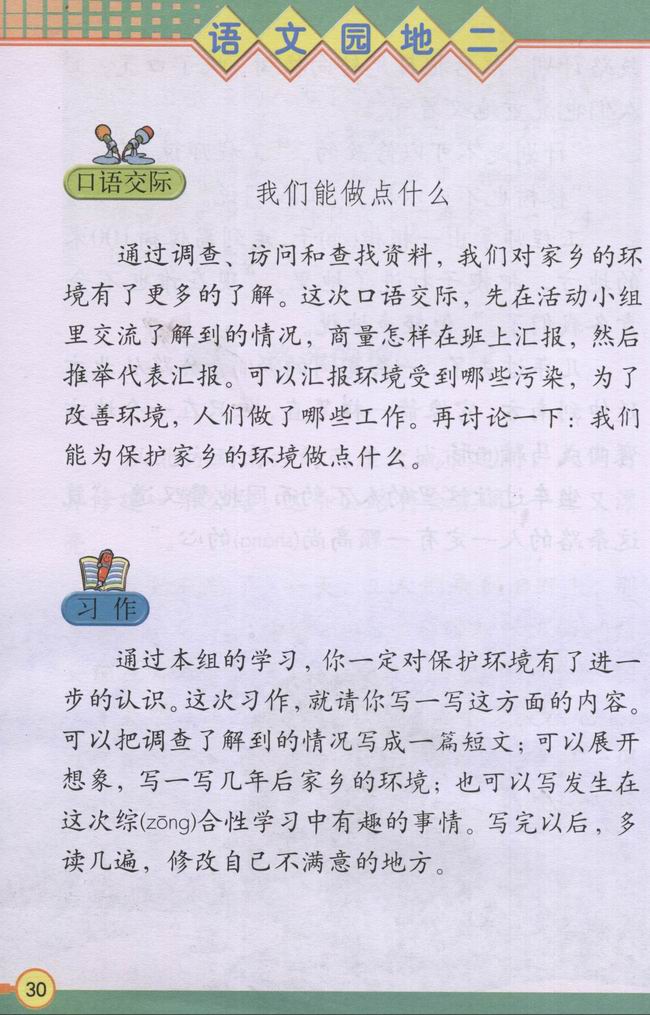 语文园地二
口语交际
我们能做点什么
通过调查、访问和查找资料，我们对家乡的环
境有了更多的了解。这次口语交际，先在活动小组
里交流了解到的情况，商量怎样在班上汇报，然后
推举代表汇报。可以汇报环境受到哪些污染，为了
改善环境，人们做了哪些工作。再讨论一下：我们
能为保护家乡的环境做点什么。
习作
通过本组的学习，你一定对保护环境有了进一
步的认识。这次习作，就请你写一写这方面的内容。
可以把调查了解到的情况写成一篇短文；可以展开
想象，写一写几年后家乡的环境；也可以写发生在
这次综(zōng)合性学习中有趣的事情。写完以后，多
读几遍，修改自己不满意的地方。
30